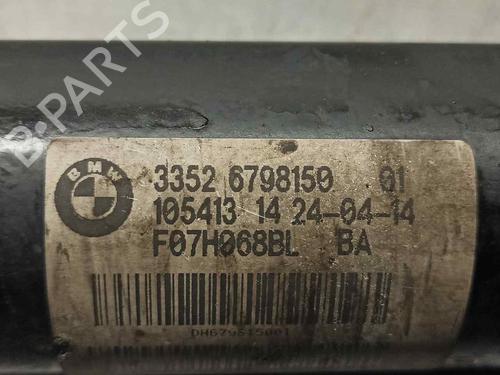 B-PARTS
BMW
3352 6798150 01
105413 14 24-04-14
F07H068BL BA